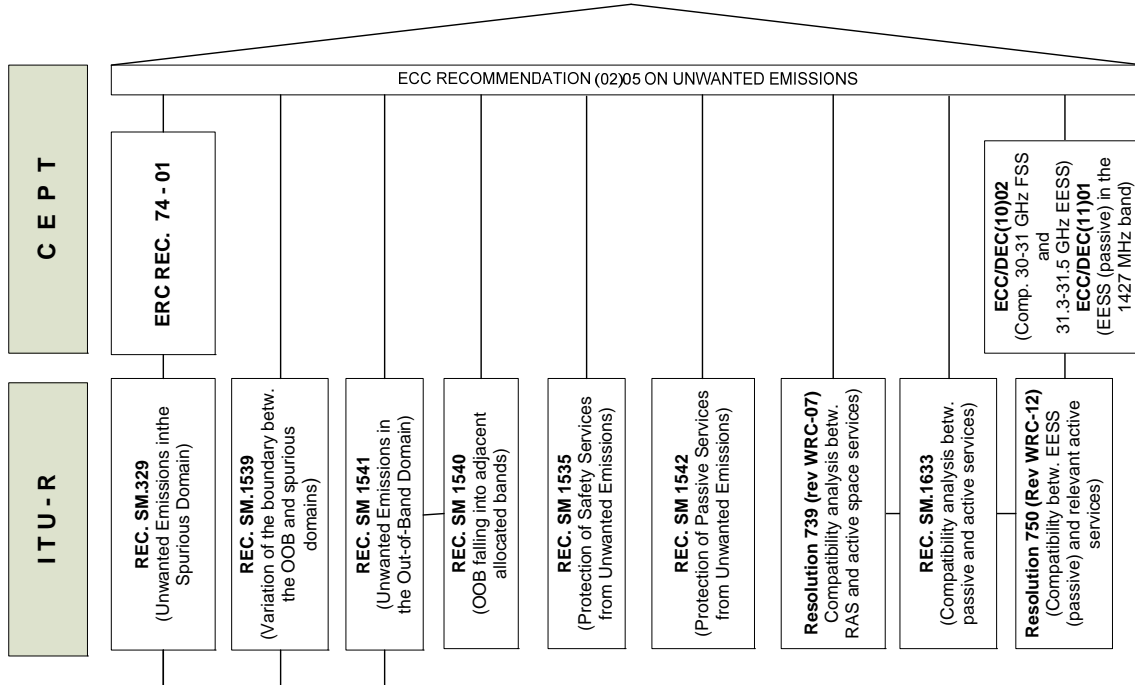 ECC RECOMMENDATION (02)05 ON UNWANTED EMISSIONS
C E P T
ERC REC. 74 - 01
ECC/DEC(10)02
(Comp. 30-31 GHz FSS
and
31.3-31.5 GHz EESS)
ECC/DEC(11)01
(EESS (passive) in the
1427 MHz band)
I T U - R
REC. SM.329
(Unwanted Emissions inthe
Spurious Domain)
REC. SM.1539
(Variation of the boundary betw.
the OOB and spurious
domains)
REC. SM 1541
(Unwanted Emissions in
the Out-of-Band Domain)
REC. SM 1540
(OOB falling into adjacent
allocated bands)
REC. SM 1535
(Protection of Safety Services
from Unwanted Emissions)
REC. SM 1542
(Protection of Passive Services
from Unwanted Emissions)
Resolution 739 (rev WRC-07)
Compatibility analysis betw.
RAS and active space services)
REC. SM.1633
(Compatibility analysis betw.
passive and active services)
Resolution 750 (Rev WRC-12)
(Compatibility betw. EESS
(passive) and relevant active
services)